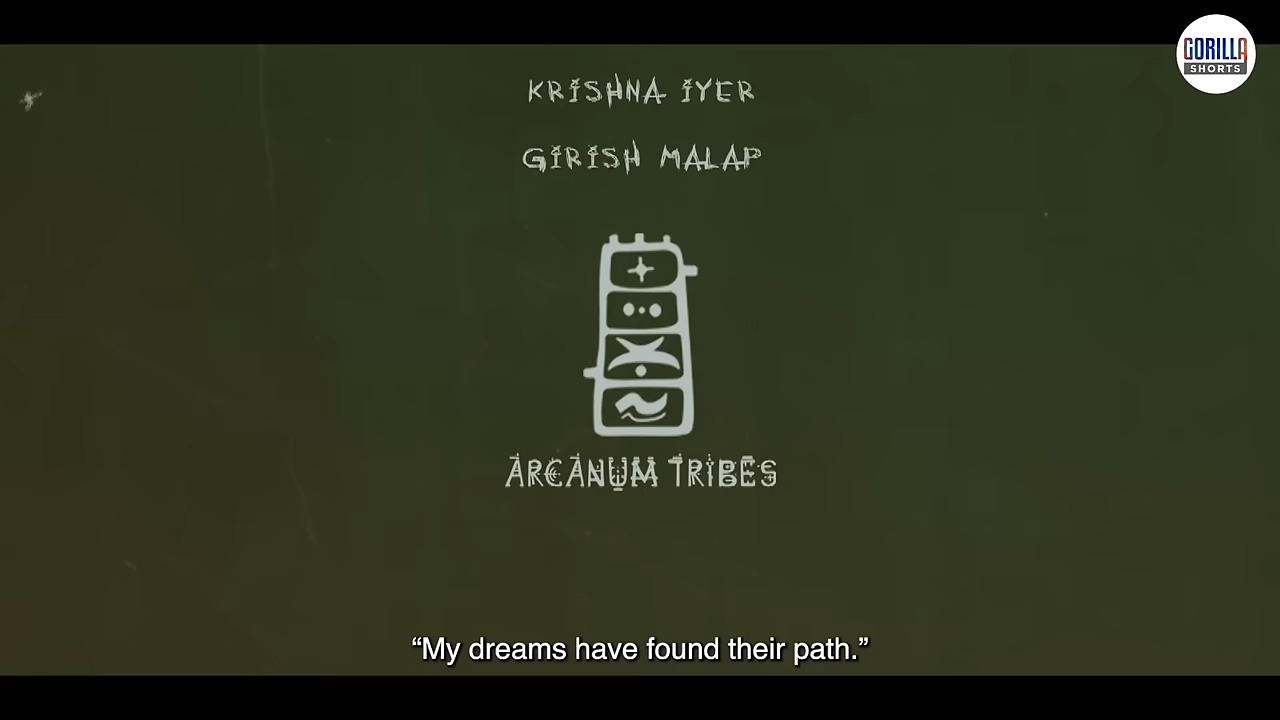 GORILLA
SHORTS
KRISHNA IYER
GIRISH MALAP
ARCANUM TRIBES
“My dreams have found their path.”